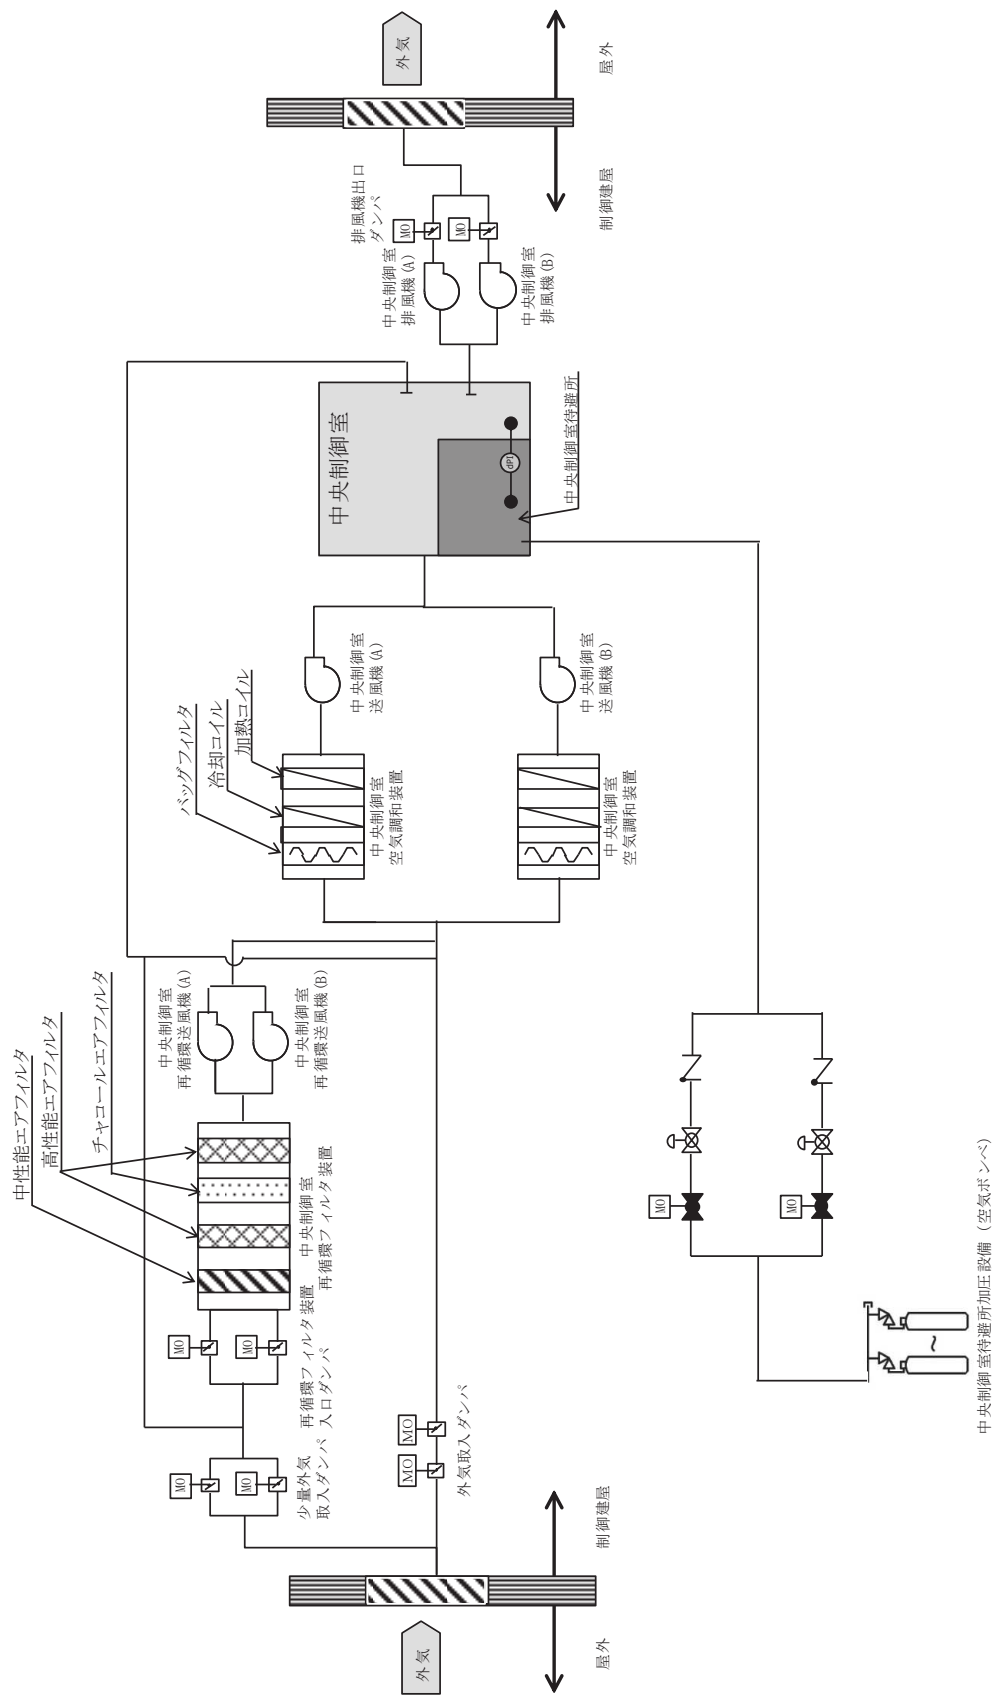 外気
屋外
制御建屋
少量外気
取入ダンパ
MO
MO
外気取入ダンパ
MO
MO
再循環フィルタ装置
入口ダンパ
MO
MO
中性能エアフィルタ
高性能エアフィルタ
チャコールエアフィルタ
中央制御室
再循環フィルタ装置
中央制御室
再循環送風機(A)
中央制御室
再循環送風機(B)
バッグフィルタ
冷却コイル
加熱コイル
中央制御室
空気調和装置
中央制御室
空気調和装置
中央制御室
送風機(A)
中央制御室
送風機(B)
中央制御室
dPI
中央制御室待避所
中央制御室
排風機(A)
中央制御室
排風機(B)
排風機出口
ダンパ
MO
MO
制御建屋
屋外
外気
MO
MO
～
中央制御室待避所加圧設備（空気ボンベ）